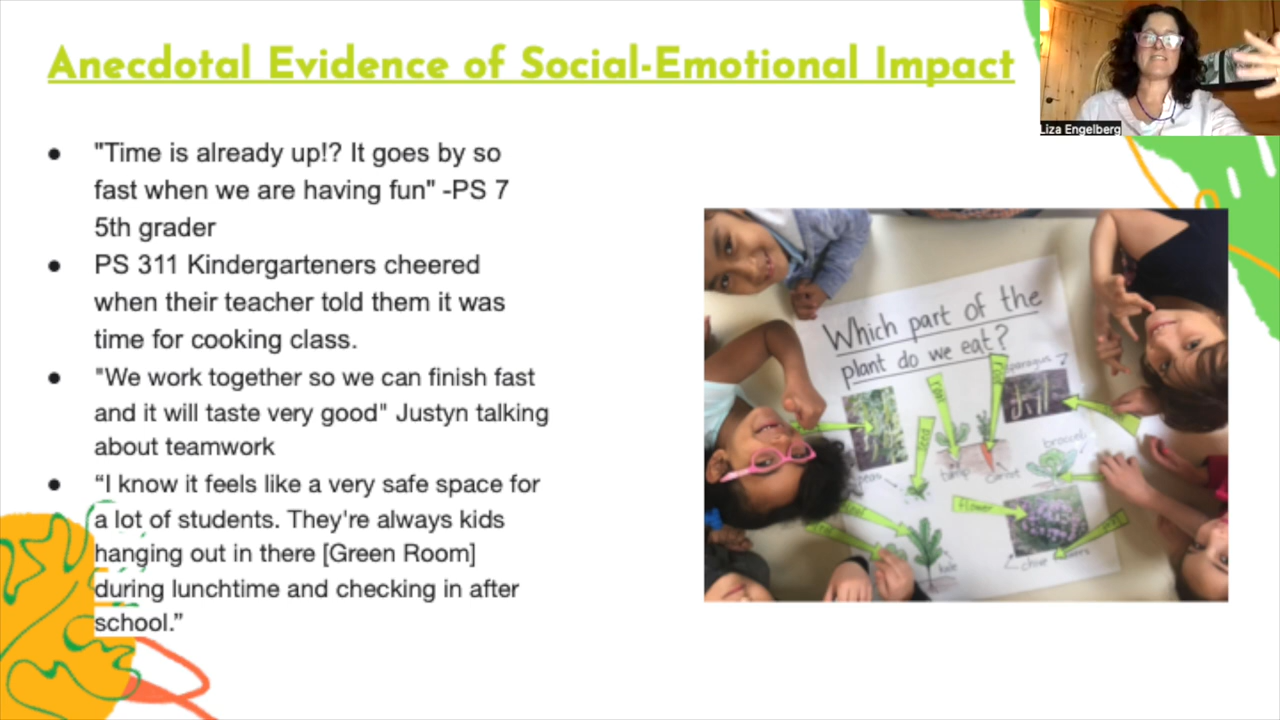 Anecdotal Evidence of Social-Emotional Impact
Liza Engelberg
• "Time is already up!? It goes by so
fast when we are having fun" -PS 7
5th grader
• PS 311 Kindergarteners cheered
when their teacher told them it was
time for cooking class.
• "We work together so we can finish fast
and it will taste very good" Justyn talking
about teamwork
• “I know it feels like a very safe space for
a lot of students. They're always kids
hanging out in there [Green Room]
during lunchtime and checking in after
school.”
Which part of the
plant do we eat?
broccoli
carrot
flower
kale
chive